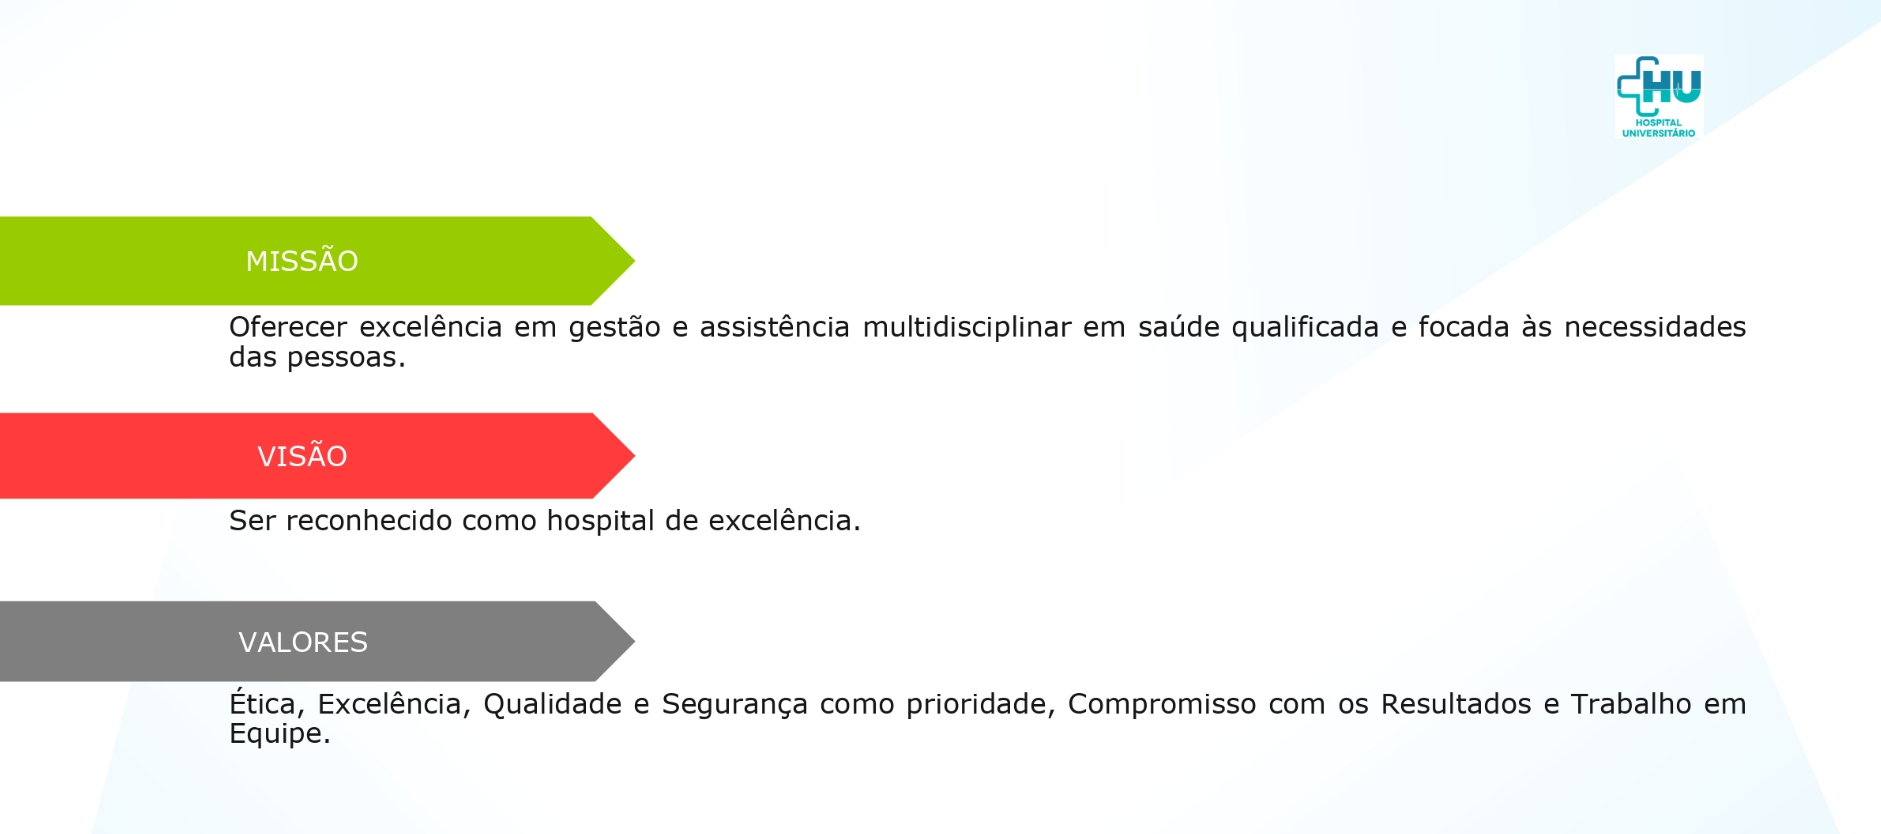 HU
HOSPITAL
UNIVERSITÁRIO
MISSÃO
Oferecer excelência em gestão e assistência multidisciplinar em saúde qualificada e focada às necessidades
das pessoas.
VISÃO
Ser reconhecido como hospital de excelência.
VALORES
Ética, Excelência, Qualidade e Segurança como prioridade, Compromisso com os Resultados e Trabalho em
Equipe.